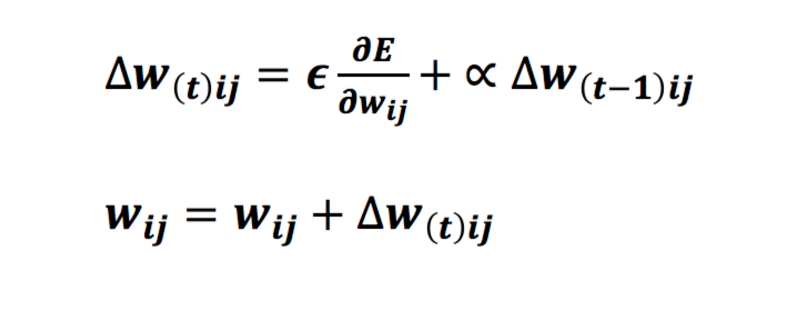 Δw(t)ij = ϵ ∂E/∂wij + ∝ Δw(t−1)ij
wij = wij + Δw(t)ij